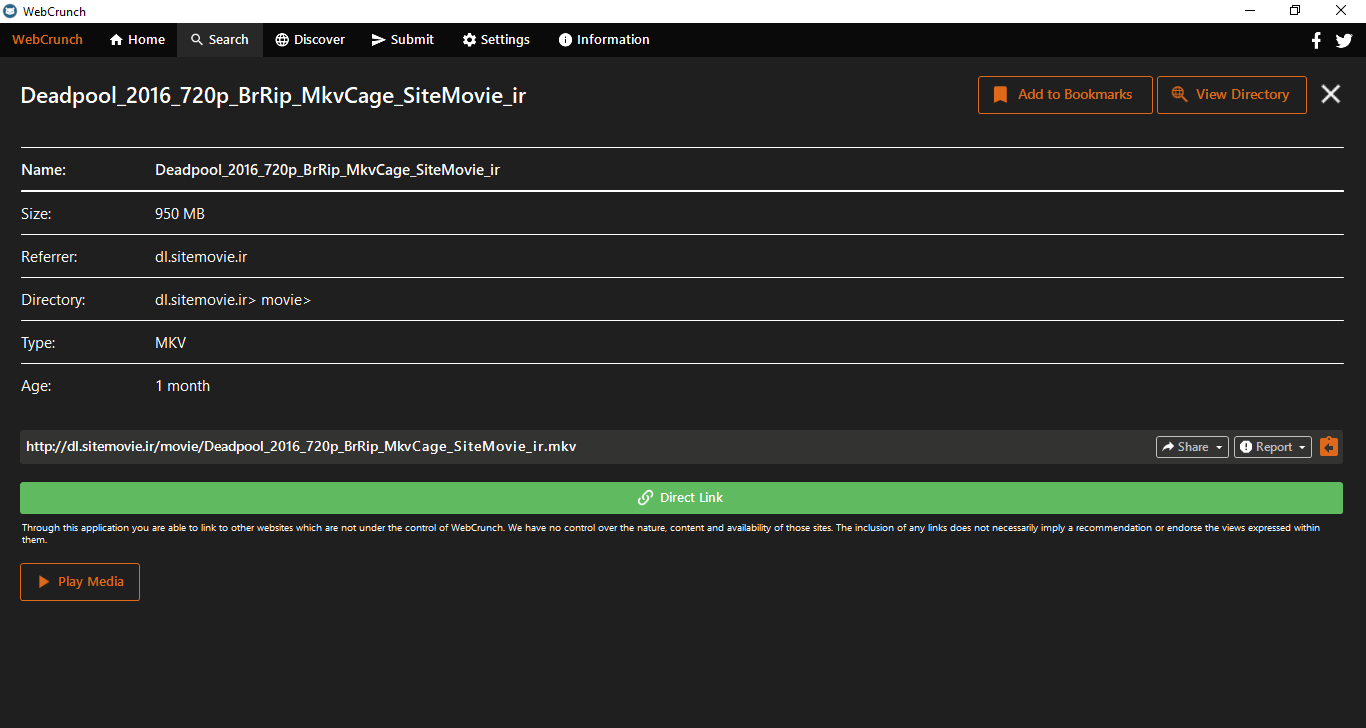 WebCrunch
WebCrunch Home Search Discover Submit Settings Information
Deadpool_2016_720p_BrRip_MkvCage_SiteMovie_ir
Add to Bookmarks View Directory
Name: Deadpool_2016_720p_BrRip_MkvCage_SiteMovie_ir
Size: 950 MB
Referrer: dl.sitemovie.ir
Directory: dl.sitemovie.ir> movie>
Type: MKV
Age: 1 month
http://dl.sitemovie.ir/movie/Deadpool_2016_720p_BrRip_MkvCage_SiteMovie_ir.mkv Share Report
Direct Link
Through this application you are able to link to other websites which are not under the control of WebCrunch. We have no control over the nature, content and availability of those sites. The inclusion of any links does not necessarily imply a recommendation or endorse the views expressed within
them.
Play Media